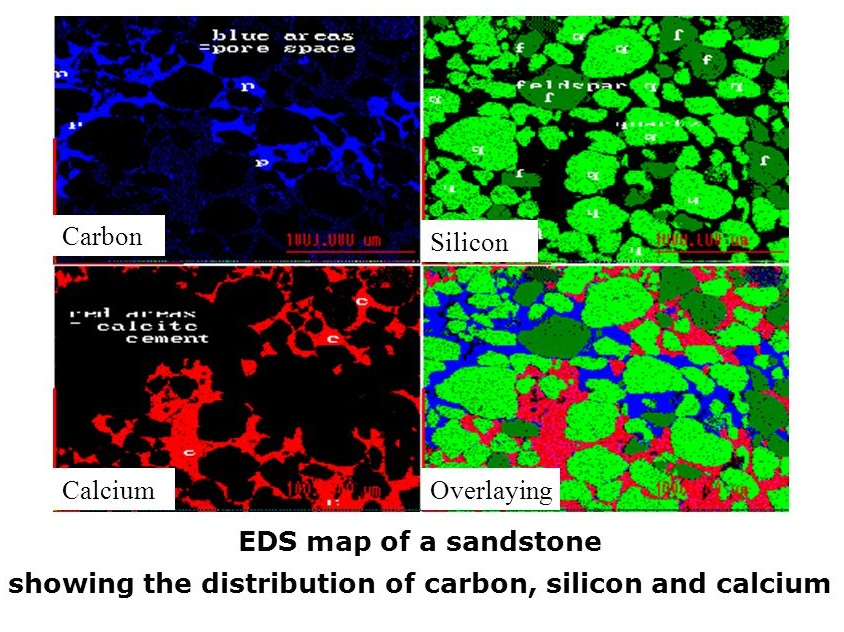 blue areas
=pore space
n
p
p
Carbon
f
q
q
f
f
feldspar
f
q
q
q
q
q
f
f
q
q
Silicon
red areas
= calcite
cement
c
c
c
Calcium
Overlaying
EDS map of a sandstone
showing the distribution of carbon, silicon and calcium